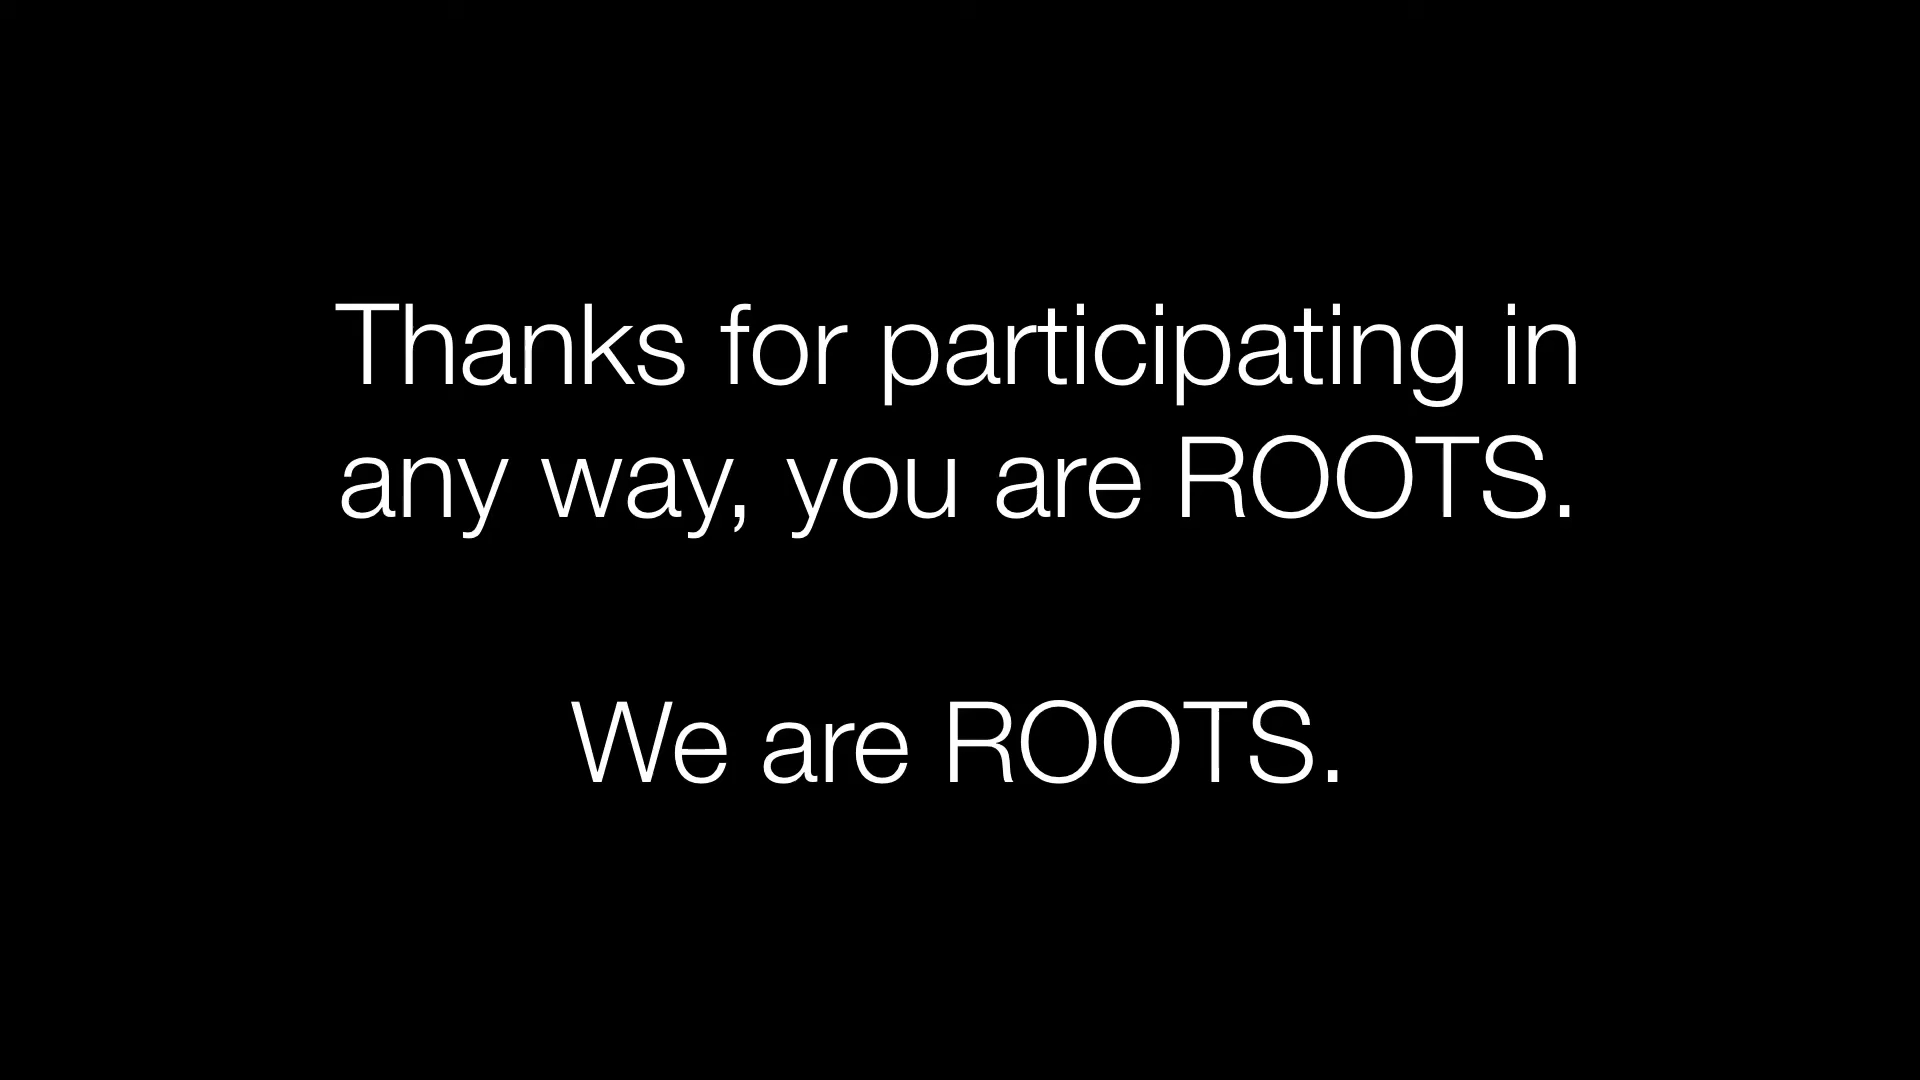 Thanks for participating in
any way, you are ROOTS.
We are ROOTS.